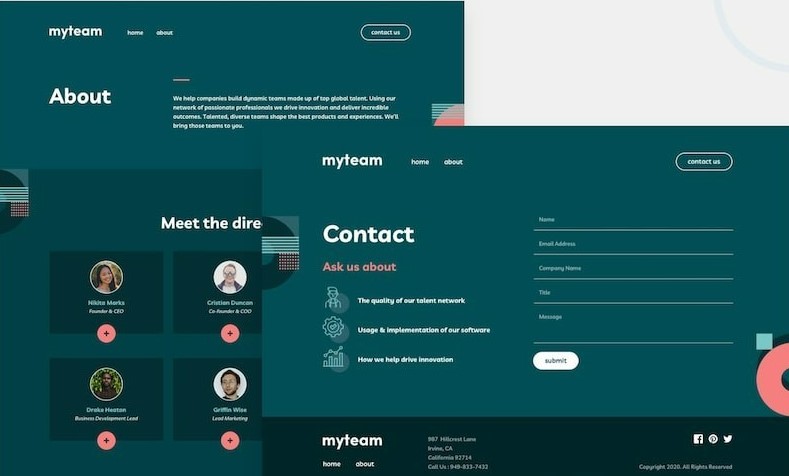 myteam
home
about
contact us
About
We help companies build dynamic teams made up of top global talent. Using our
network of passionate professionals we drive innovation and deliver incredible
outcomes. Talented, diverse teams shape the best products and experiences. We'll
bring those teams to you.
Meet the dire
Nikita Marks
Founder & CEO
Cristian Duncan
Co-Founder & COO
Drake Heaton
Business Development Lead
Griffin Wise
Lead Marketing
myteam
home
about
contact us
Contact
Ask us about
The quality of our talent network
Usage & implementation of our software
How we help drive innovation
Name
Email Address
Company Name
Title
Message
submit
myteam
home
about
987 Hillcrest Lane
Irvine, CA
California 92714
Call Us : 949-833-7432
Copyright 2020. All Rights Reserved